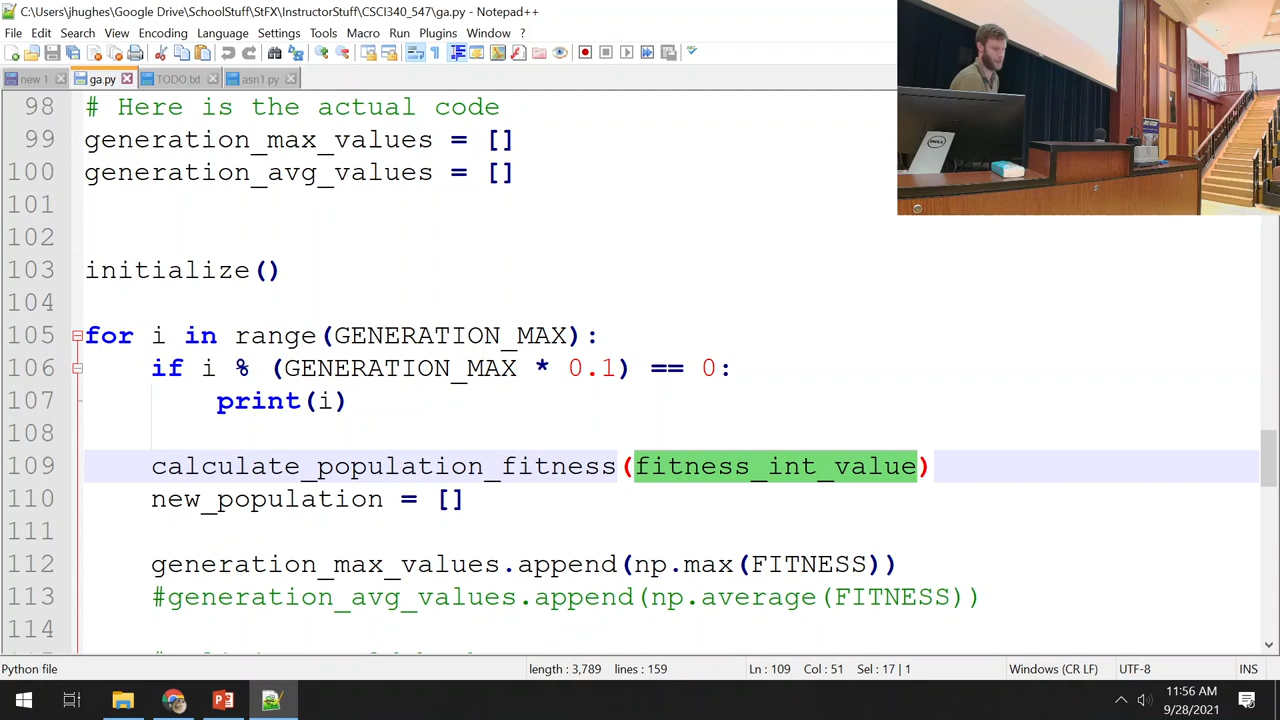 C:\Users\jhughes\Google Drive\SchoolStuff\StFX\InstructorStuff\CSCI340_547\ga.py - Notepad++
File Edit Search View Encoding Language Settings Tools Macro Run Plugins Window ?
new 1 ga.py TODO.txt asn1.py
98 # Here is the actual code
99 generation_max_values = []
100 generation_avg_values = []
101
102
103 initialize()
104
105 for i in range(GENERATION_MAX):
106 if i % (GENERATION_MAX * 0.1) == 0:
107 print(i)
108
109 calculate_population_fitness(fitness_int_value)
110 new_population = []
111
112 generation_max_values.append(np.max(FITNESS))
113 #generation_avg_values.append(np.average(FITNESS))
114
Python file length : 3,789 lines : 159 Ln : 109 Col : 51 Sel : 17 | 1 Windows (CR LF) UTF-8 INS
11:56 AM
9/28/2021
DELL